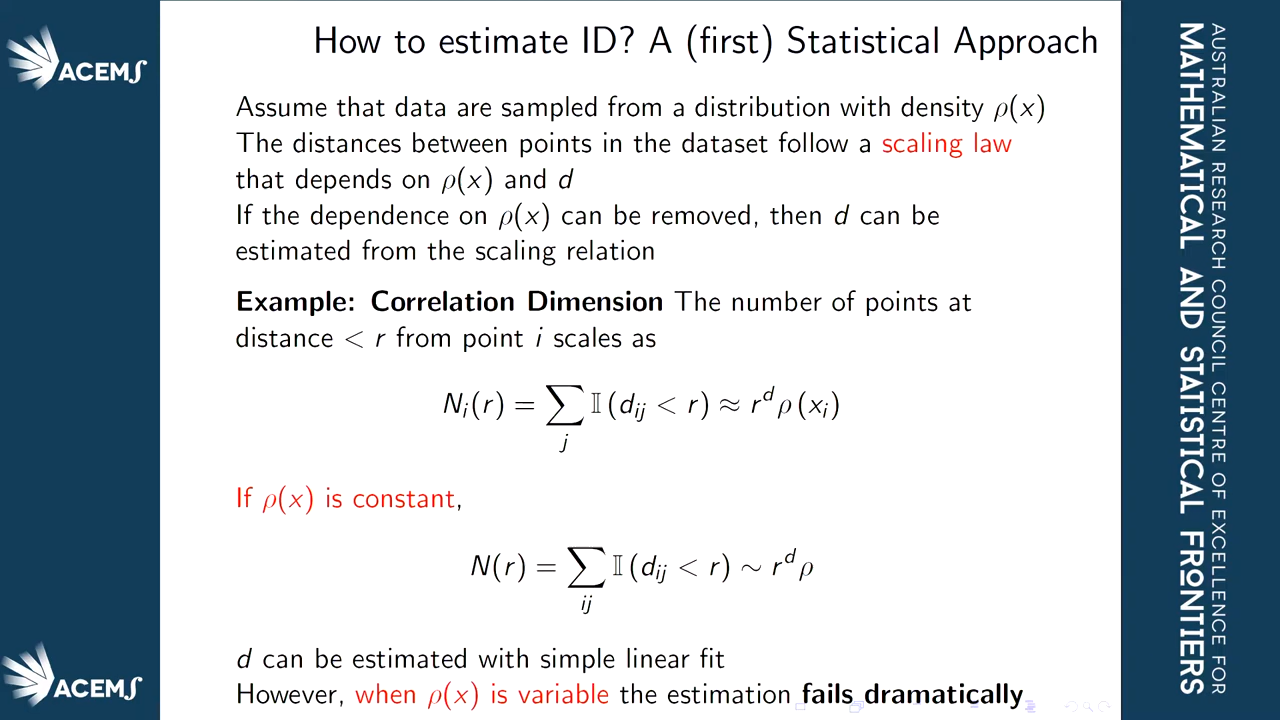 ACEMS
How to estimate ID? A (first) Statistical Approach
Assume that data are sampled from a distribution with density ρ(x)
The distances between points in the dataset follow a scaling law
that depends on ρ(x) and d
If the dependence on ρ(x) can be removed, then d can be
estimated from the scaling relation
Example: Correlation Dimension The number of points at
distance < r from point i scales as
N_i(r) = ∑_j 𝕀 (d_ij < r) ≈ r^d ρ (x_i)
If ρ(x) is constant,
N(r) = ∑_ij 𝕀 (d_ij < r) ∼ r^d ρ
d can be estimated with simple linear fit
However, when ρ(x) is variable the estimation fails dramatically
ACEMS
AUSTRALIAN RESEARCH COUNCIL CENTRE OF EXCELLENCE FOR
MATHEMATICAL AND STATISTICAL FRONTIERS